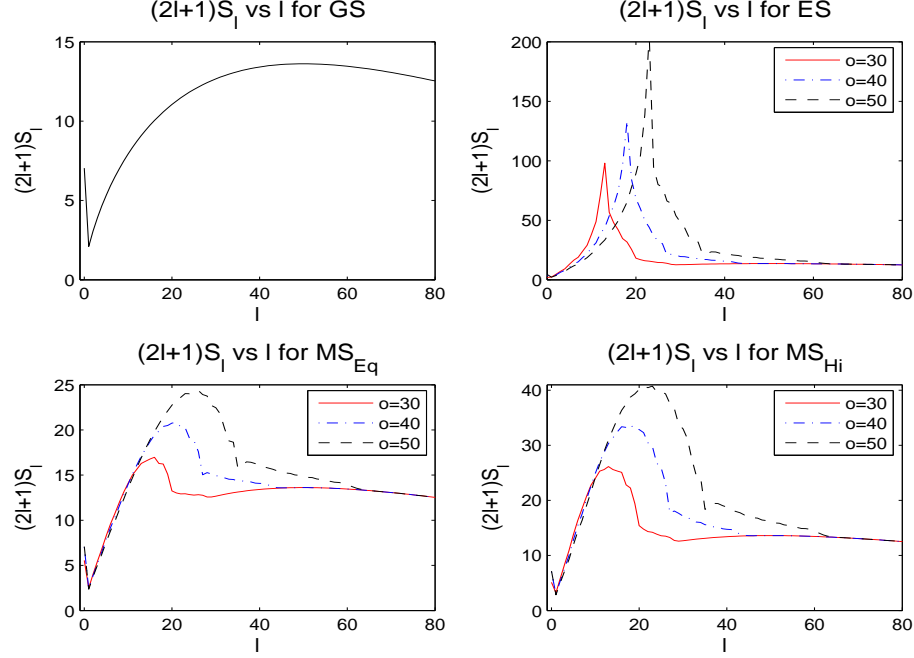 (2l+1)S_l vs l for GS
(2l+1)S_l
15
10
5
0
0 20 40 60 80
l
(2l+1)S_l vs l for ES
(2l+1)S_l
200
150
100
50
0
0 20 40 60 80
l
o=30
o=40
o=50
(2l+1)S_l vs l for MS_Eq
(2l+1)S_l
25
20
15
10
5
0
0 20 40 60 80
l
o=30
o=40
o=50
(2l+1)S_l vs l for MS_Hi
(2l+1)S_l
40
30
20
10
0
0 20 40 60 80
l
o=30
o=40
o=50